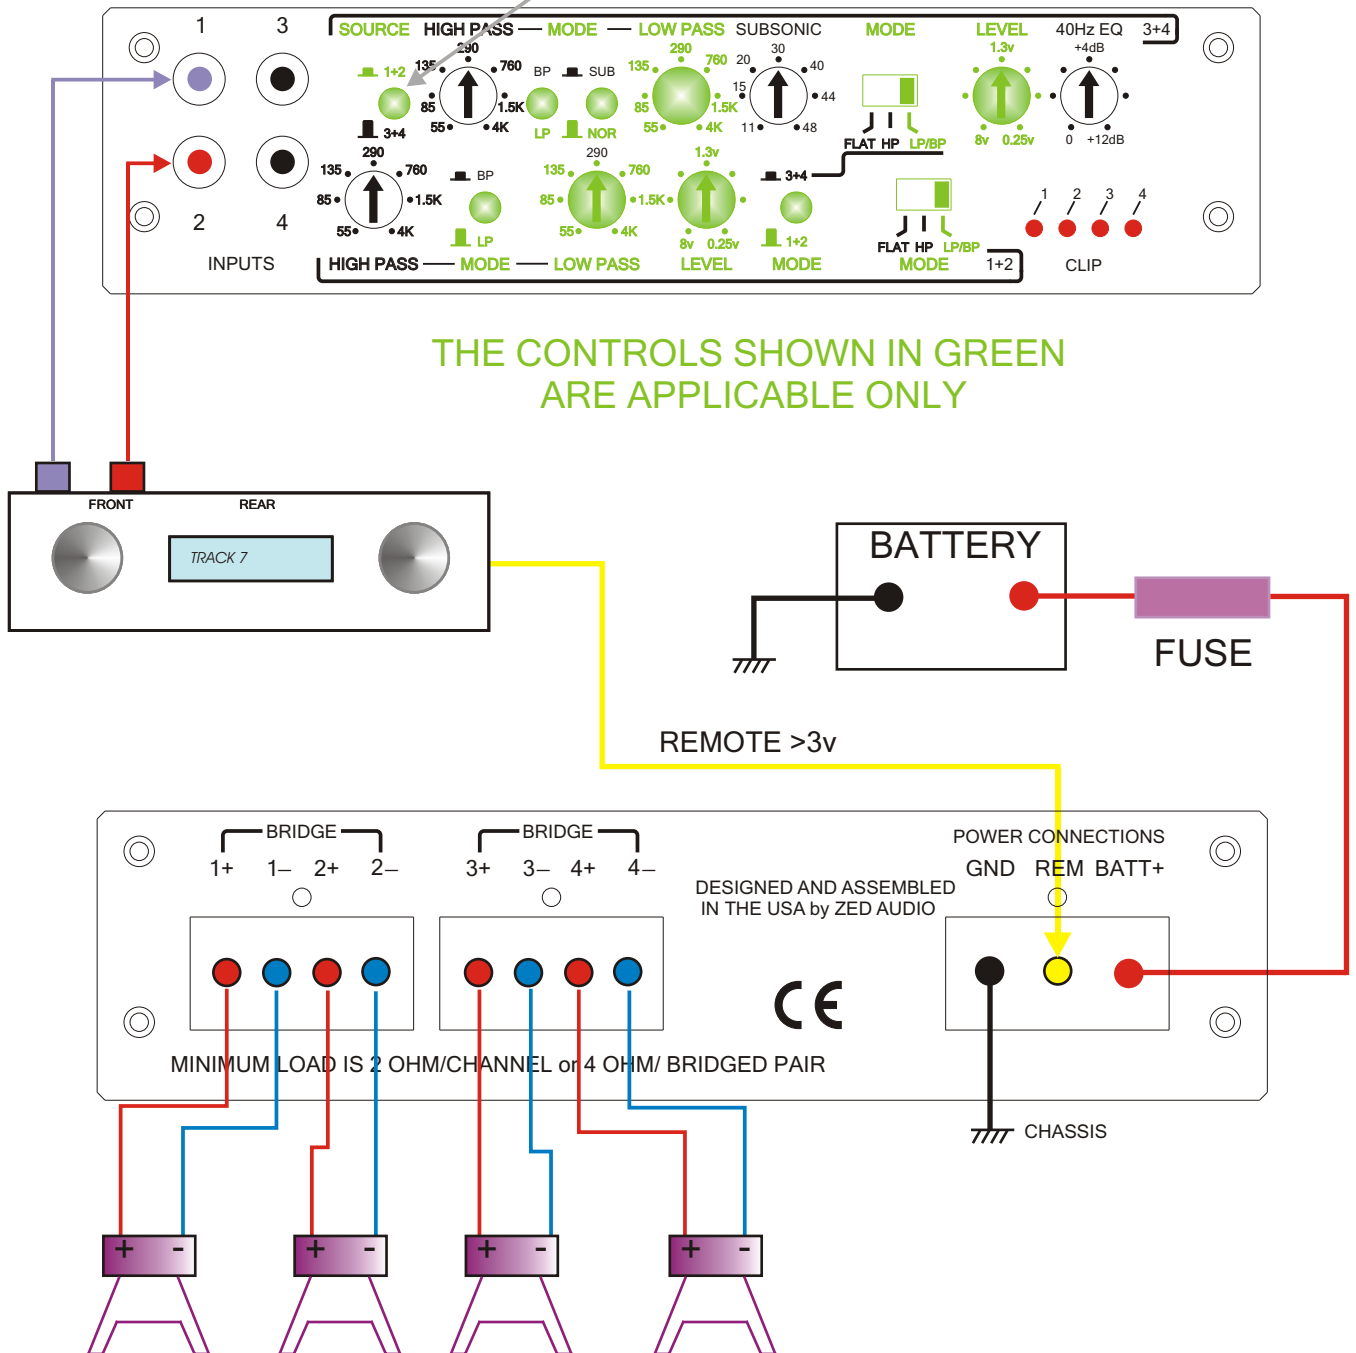 1 3
SOURCE HIGH PASS MODE LOW PASS SUBSONIC MODE LEVEL 40Hz EQ 3+4
290 290 30 1.3v +4dB
1+2 135 760 BP SUB 135 760 20 40
85 1.5K 85 1.5K 15 44
3+4 55 4K LP NOR 55 4K 11 48 FLAT HP LP/BP 8v 0.25v 0 +12dB
290 290 1.3v
135 760 BP 135 760 3+4
85 1.5K 85 1.5K 1 2 3 4
55 4K LP 55 4K 8v 0.25v 1+2 FLAT HP LP/BP
2 4
INPUTS HIGH PASS MODE LOW PASS LEVEL MODE MODE 1+2 CLIP
THE CONTROLS SHOWN IN GREEN
ARE APPLICABLE ONLY
FRONT REAR
TRACK 7
BATTERY
FUSE
REMOTE >3v
BRIDGE BRIDGE POWER CONNECTIONS
1+ 1– 2+ 2– 3+ 3– 4+ 4– GND REM BATT+
DESIGNED AND ASSEMBLED
IN THE USA by ZED AUDIO
CE
MINIMUM LOAD IS 2 OHM/CHANNEL or 4 OHM/ BRIDGED PAIR
CHASSIS
+ - + - + - + -